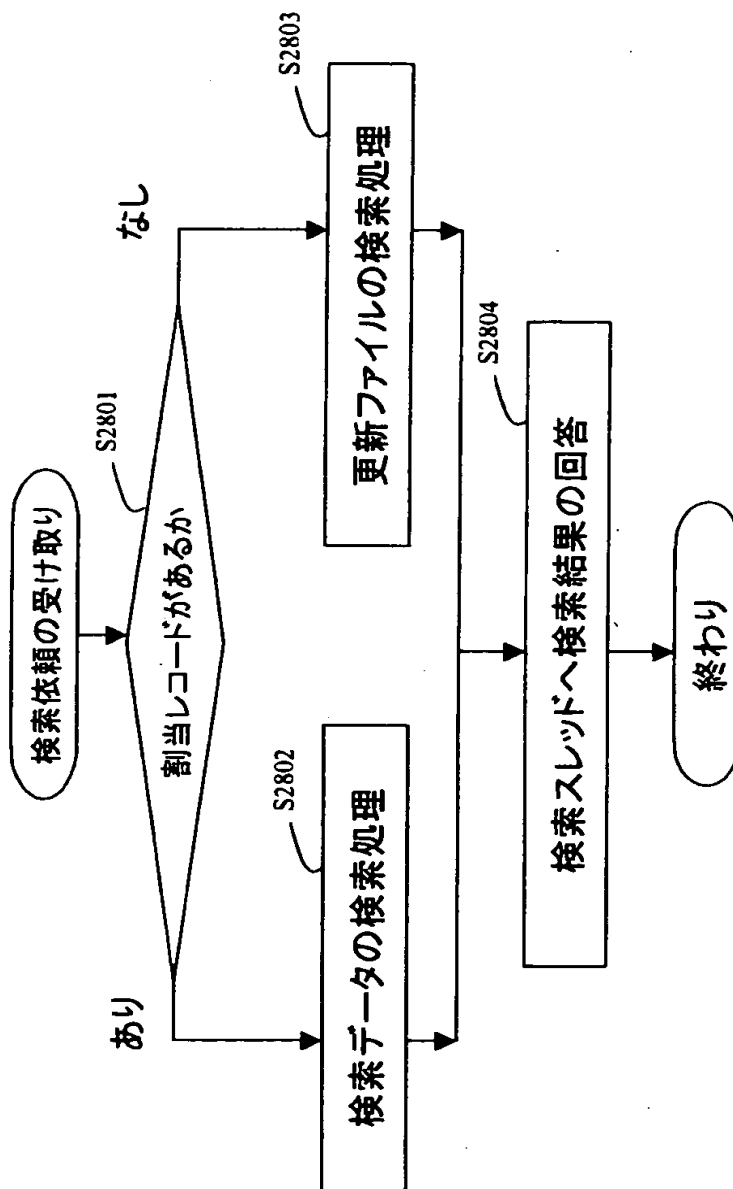 検索依頼の受け取り
S2801
割当レコードがあるか
あり
なし
S2802
検索データの検索処理
S2803
更新ファイルの検索処理
S2804
検索スレッドへ検索結果の回答
終わり